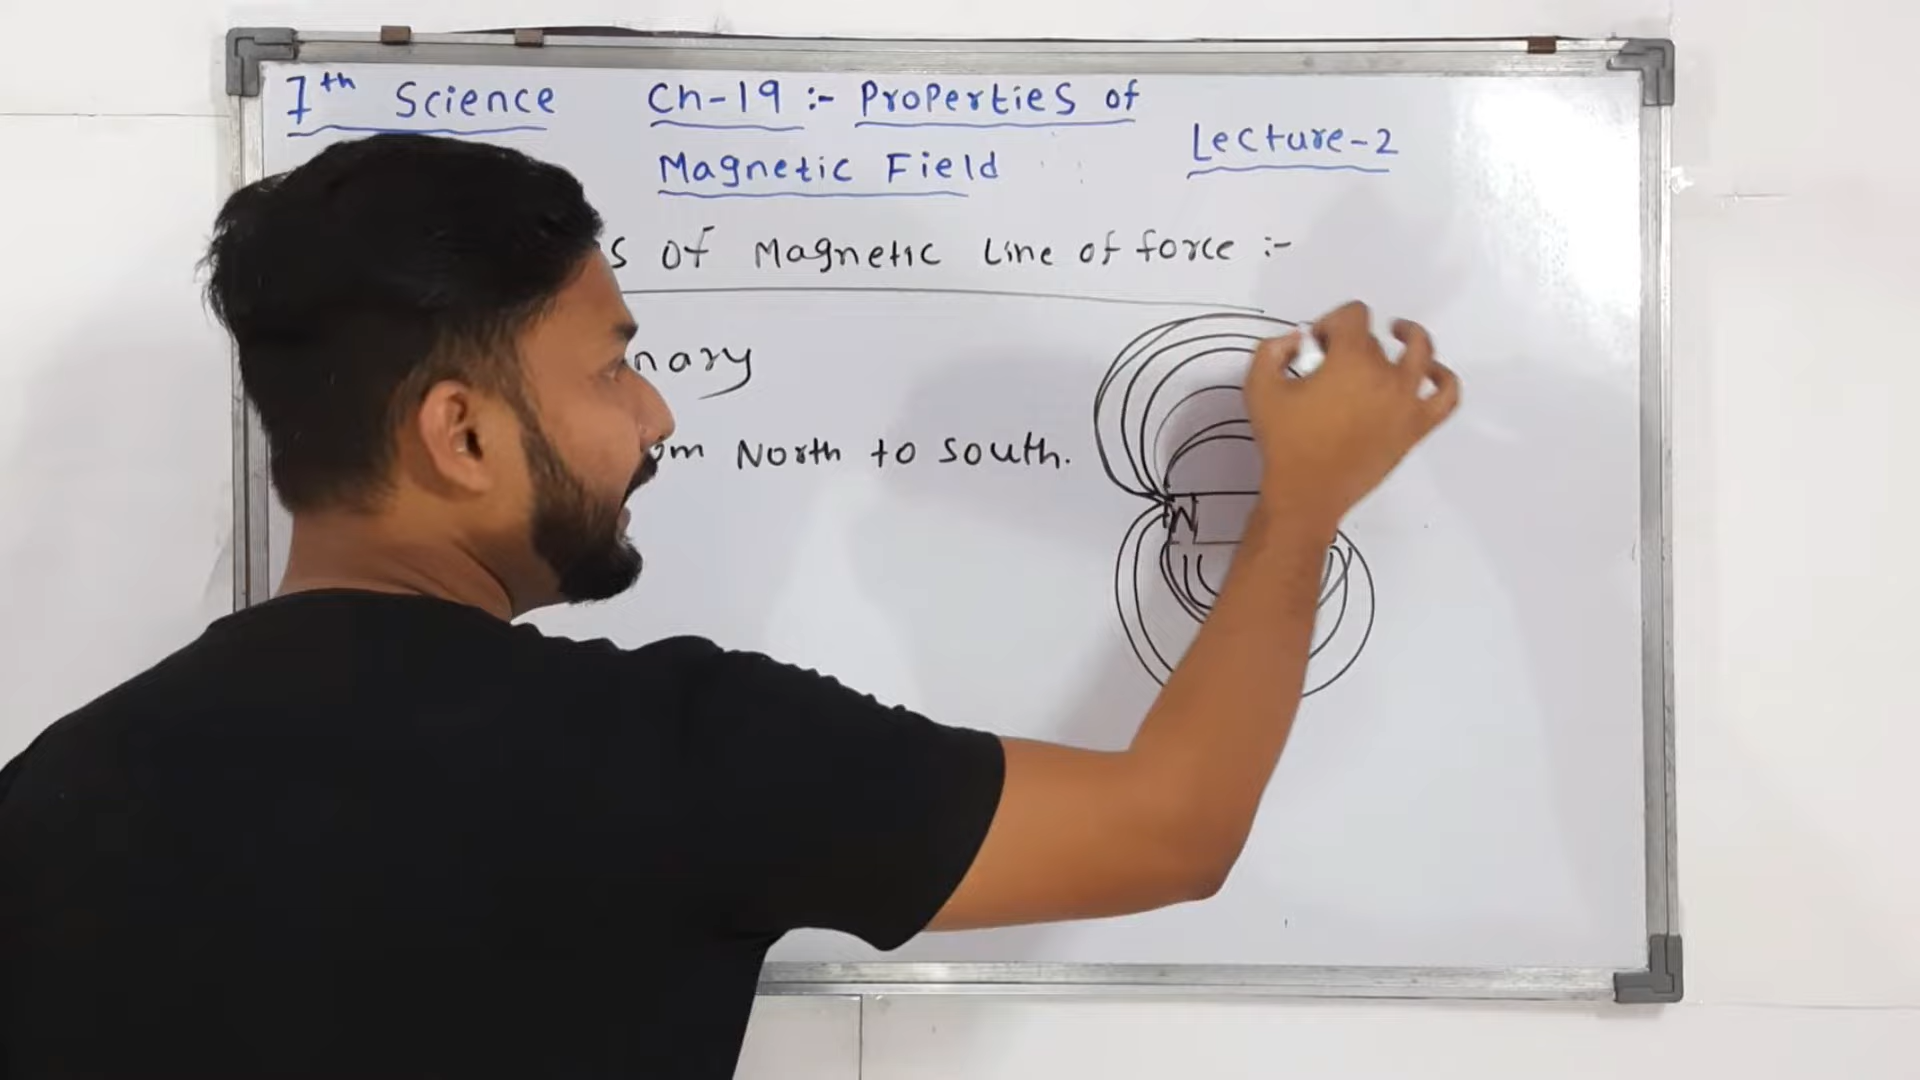 7th Science Ch-19 :- Properties of
Magnetic Field
Lecture-2
s of Magnetic Line of force :-
nary
om North to south.
N